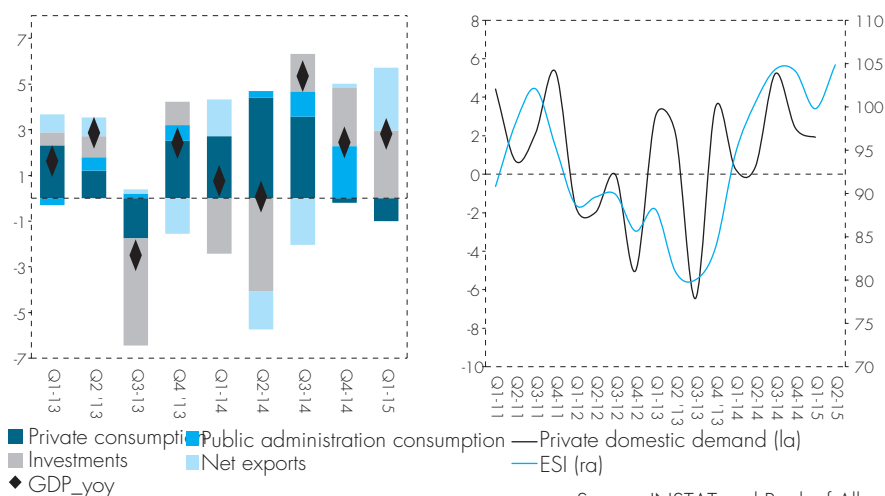 7
5
3
1
-1
-3
-5
-7
Q1-13
Q2 '13
Q3-13
Q4 '13
Q1-14
Q2-14
Q3-14
Q4-14
Q1-15
Private consumption
Public administration consumption
Investments
Net exports
GDP_yoy
8
6
4
2
0
-2
-4
-6
-8
-10
110
105
100
95
90
85
80
75
70
Q1-11
Q2-11
Q3-11
Q4-11
Q1-12
Q2-12
Q3-12
Q4-12
Q1-13
Q2 '13
Q3-13
Q4 '13
Q1-14
Q2-14
Q3-14
Q4-14
Q1-15
Q2-15
Private domestic demand (la)
ESI (ra)